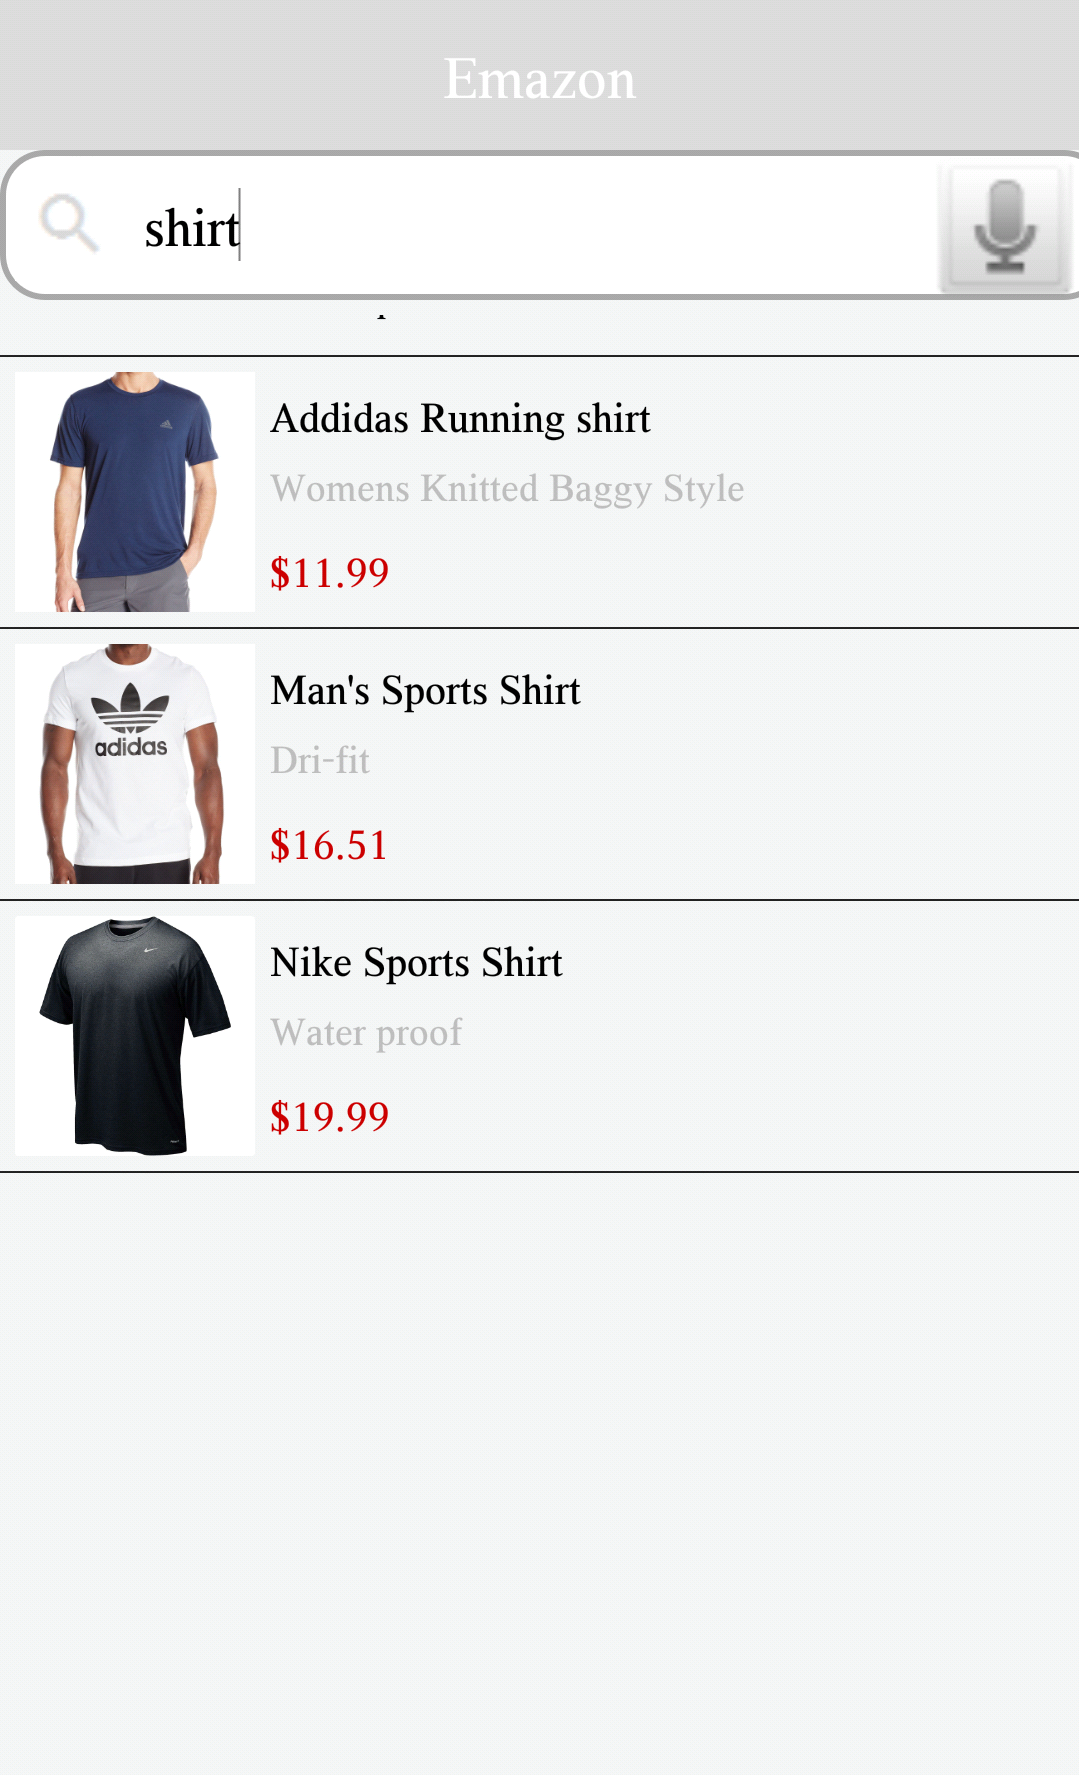 Emazon
shirt
Addidas Running shirt
Womens Knitted Baggy Style
$11.99
adidas
Man's Sports Shirt
Dri-fit
$16.51
Nike Sports Shirt
Water proof
$19.99